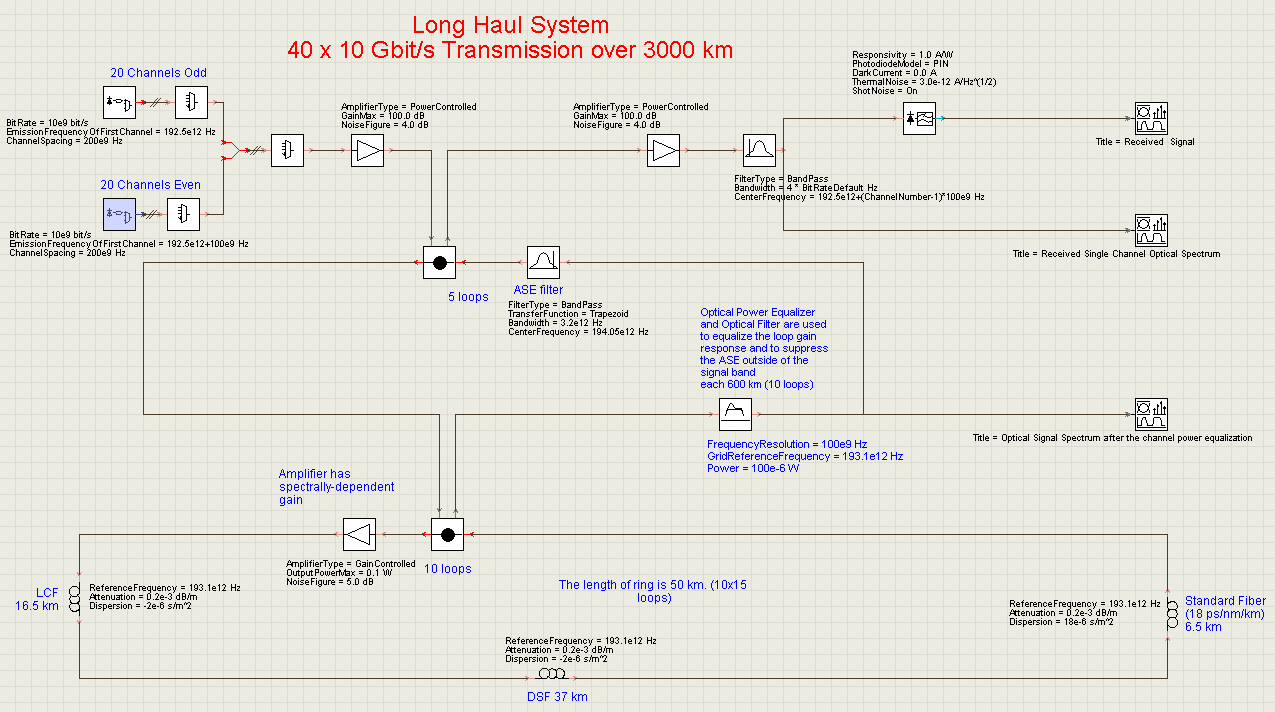 Long Haul System
40 x 10 Gbit/s Transmission over 3000 km
20 Channels Odd
BitRate = 10e9 bit/s
EmissionFrequencyOfFirstChannel = 192.5e12 Hz
ChannelSpacing = 200e9 Hz
20 Channels Even
BitRate = 10e9 bit/s
EmissionFrequencyOfFirstChannel = 192.5e12+100e9 Hz
ChannelSpacing = 200e9 Hz
AmplifierType = PowerControlled
GainMax = 100.0 dB
NoiseFigure = 4.0 dB
AmplifierType = PowerControlled
GainMax = 100.0 dB
NoiseFigure = 4.0 dB
Responsivity = 1.0 A/W
PhotodiodeModel = PIN
DarkCurrent = 0.0 A
ThermalNoise = 3.0e-12 A/Hz^(1/2)
ShotNoise = On
Title = Received Signal
FilterType = BandPass
Bandwidth = 4 * BitRateDefault Hz
CenterFrequency = 192.5e12+(ChannelNumber-1)*100e9 Hz
Title = Received Single Channel Optical Spectrum
5 loops
ASE filter
FilterType = BandPass
TransferFunction = Trapezoid
Bandwidth = 3.2e12 Hz
CenterFrequency = 194.05e12 Hz
Optical Power Equalizer
and Optical Filter are used
to equalize the loop gain
response and to suppress
the ASE outside of the
signal band
each 600 km (10 loops)
FrequencyResolution = 100e9 Hz
GridReferenceFrequency = 193.1e12 Hz
Power = 100e-6 W
Title = Optical Signal Spectrum after the channel power equalization
Amplifier has
spectrally-dependent
gain
AmplifierType = GainControlled
OutputPowerMax = 0.1 W
NoiseFigure = 5.0 dB
10 loops
The length of ring is 50 km. (10x15
loops)
LCF
16.5 km
ReferenceFrequency = 193.1e12 Hz
Attenuation = 0.2e-3 dB/m
Dispersion = -2e-6 s/m^2
ReferenceFrequency = 193.1e12 Hz
Attenuation = 0.2e-3 dB/m
Dispersion = 18e-6 s/m^2
Standard Fiber
(18 ps/nm/km)
6.5 km
ReferenceFrequency = 193.1e12 Hz
Attenuation = 0.2e-3 dB/m
Dispersion = -2e-6 s/m^2
DSF 37 km